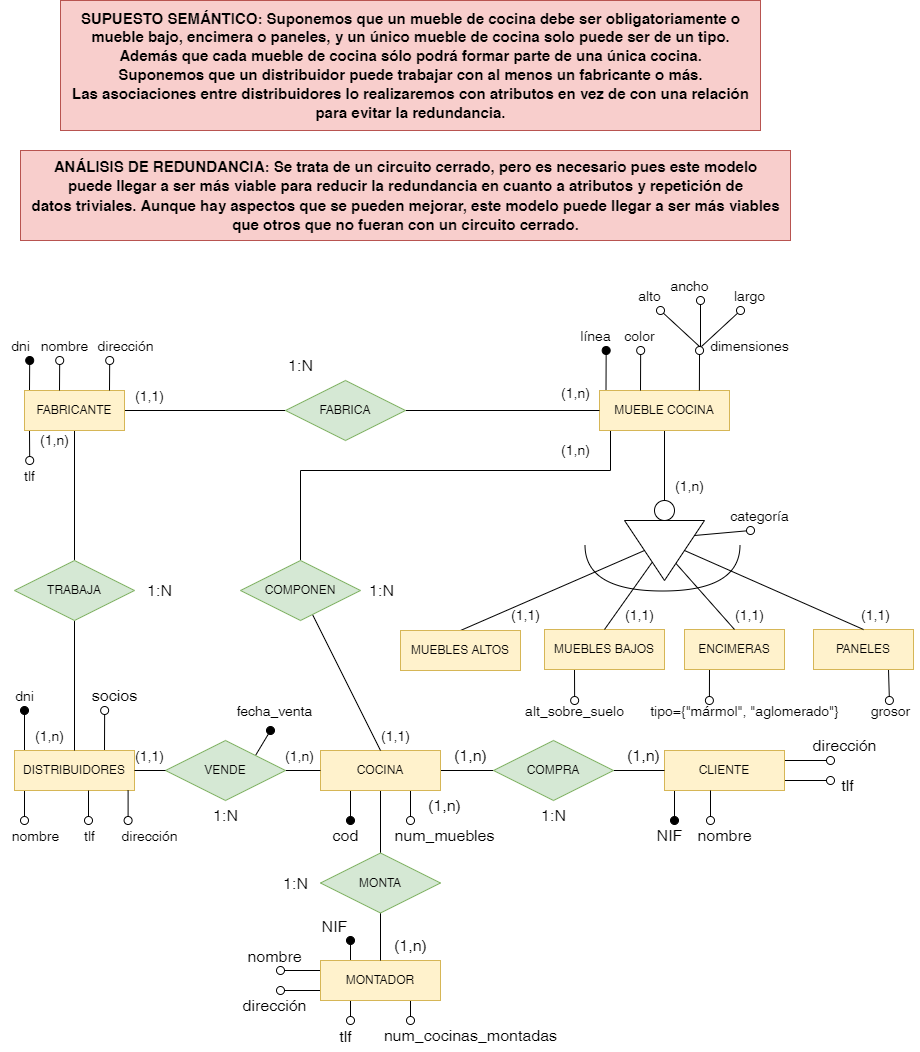 SUPUESTO SEMÁNTICO: Suponemos que un mueble de cocina debe ser obligatoriamente o
mueble bajo, encimera o paneles, y un único mueble de cocina solo puede ser de un tipo.
Además que cada mueble de cocina sólo podrá formar parte de una única cocina.
Suponemos que un distribuidor puede trabajar con al menos un fabricante o más.
Las asociaciones entre distribuidores lo realizaremos con atributos en vez de con una relación
para evitar la redundancia.
ANÁLISIS DE REDUNDANCIA: Se trata de un circuito cerrado, pero es necesario pues este modelo
puede llegar a ser más viable para reducir la redundancia en cuanto a atributos y repetición de
datos triviales. Aunque hay aspectos que se pueden mejorar, este modelo puede llegar a ser más viables
que otros que no fueran con un circuito cerrado.
ancho
alto
largo
línea
color
dimensiones
dni
nombre
dirección
1:N
FABRICANTE
(1,1)
FABRICA
(1,n)
MUEBLE COCINA
(1,n)
tlf
(1,n)
(1,n)
categoría
TRABAJA
1:N
COMPONEN
1:N
(1,1)
(1,1)
(1,1)
(1,1)
MUEBLES ALTOS
MUEBLES BAJOS
ENCIMERAS
PANELES
alt_sobre_suelo
tipo={"mármol", "aglomerado"}
grosor
dni
socios
fecha_venta
(1,n)
(1,1)
DISTRIBUIDORES
(1,1)
VENDE
(1,n)
COCINA
(1,n)
COMPRA
(1,n)
CLIENTE
dirección
tlf
nombre
tlf
dirección
1:N
cod
(1,n)
num_muebles
1:N
NIF
nombre
1:N
MONTA
NIF
(1,n)
nombre
MONTADOR
dirección
tlf
num_cocinas_montadas